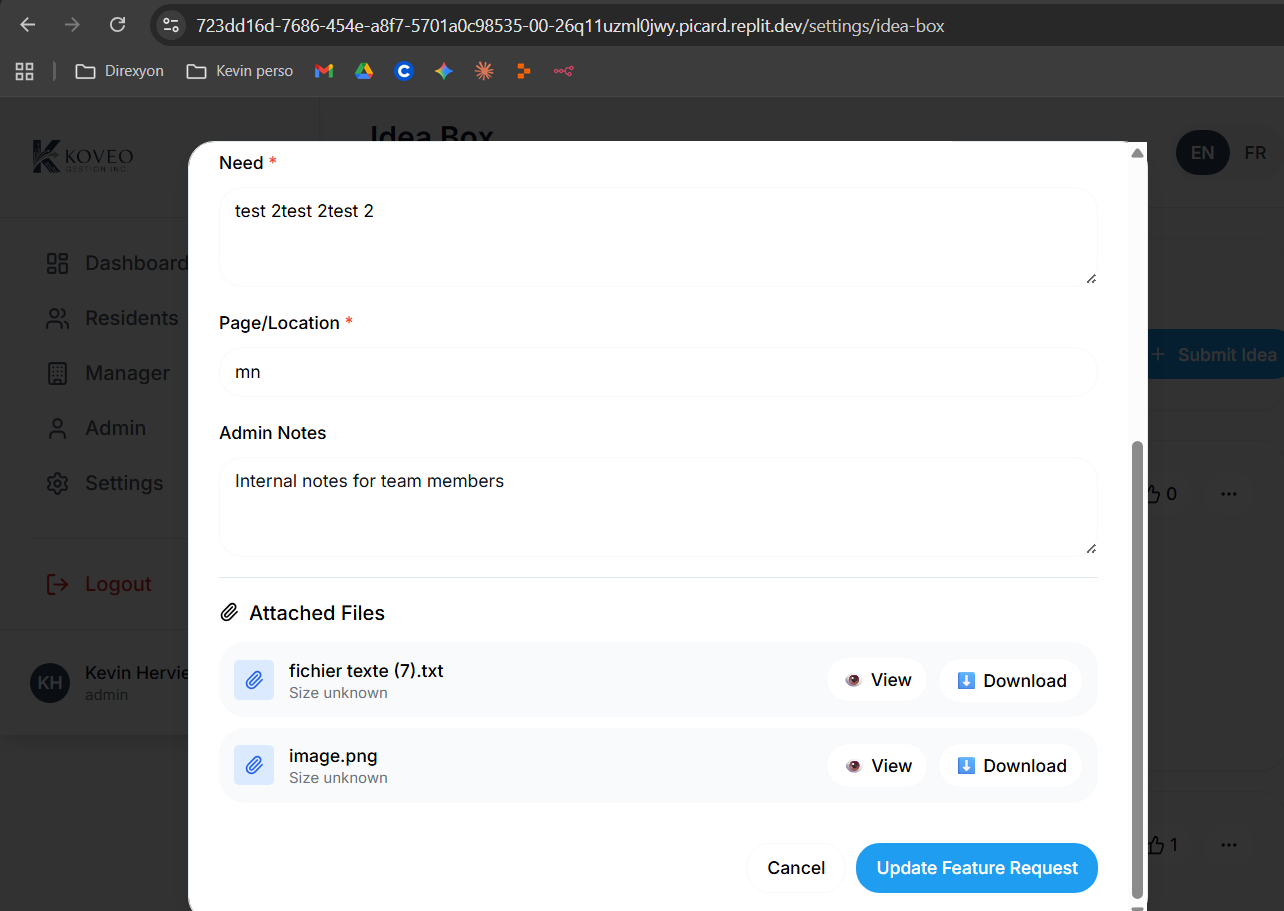 723dd16d-7686-454e-a8f7-5701a0c98535-00-26q11uzml0jwy.picard.replit.dev/settings/idea-box
Direxyon
Kevin perso
Idea Box
KOVEO
GESTION INC.
EN
FR
Need *
test 2test 2test 2
Dashboard
Residents
Page/Location *
Submit Idea
Manager
mn
Admin
Admin Notes
Settings
Internal notes for team members
0
Logout
Attached Files
Kevin Hervie
KH
admin
fichier texte (7).txt
Size unknown
View
Download
image.png
Size unknown
View
Download
1
Cancel
Update Feature Request